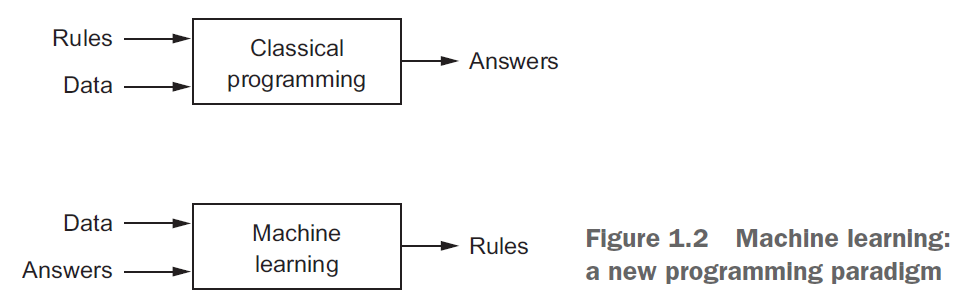 Rules
Data
Classical
programming
Answers
Data
Answers
Machine
learning
Rules
Figure 1.2 Machine learning:
a new programming paradigm